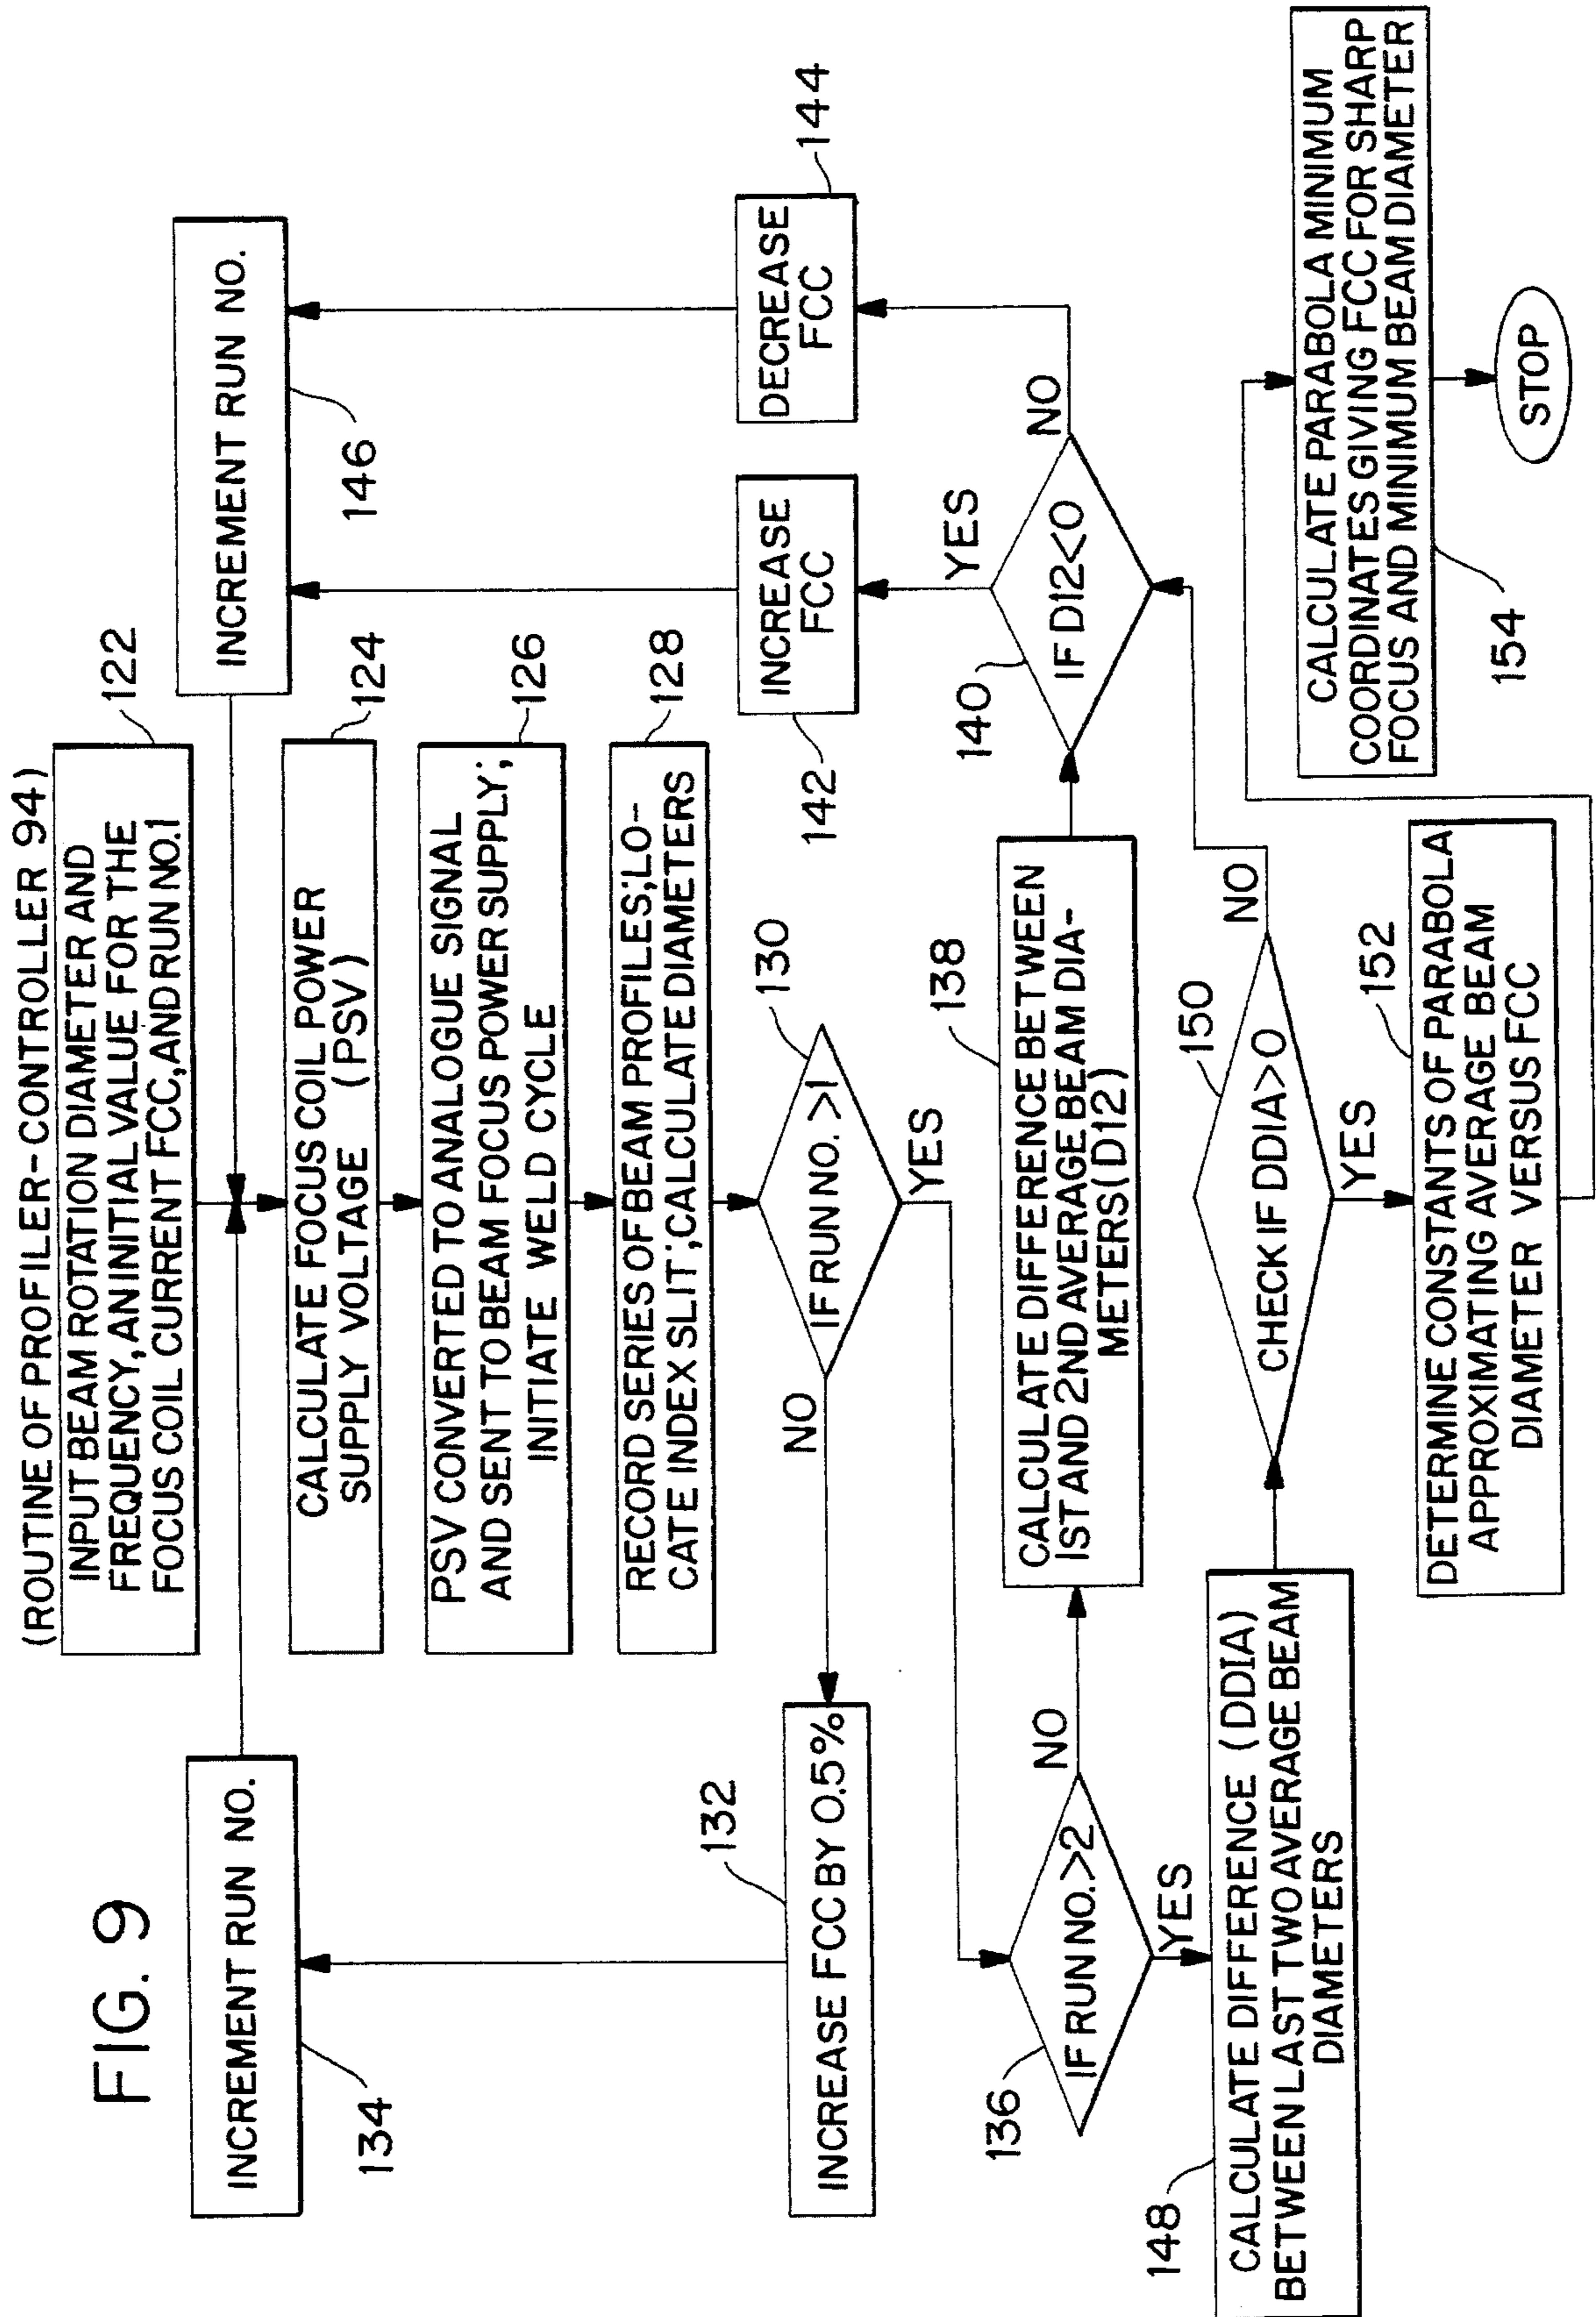 FIG. 9
(ROUTINE OF PROFILER-CONTROLLER 94)
INPUT BEAM ROTATION DIAMETER AND
FREQUENCY, AN INITIAL VALUE FOR THE
FOCUS COIL CURRENT FCC, AND RUN NO.1
122
INCREMENT RUN NO.
134
INCREMENT RUN NO.
146
CALCULATE FOCUS COIL POWER
SUPPLY VOLTAGE (PSV)
124
PSV CONVERTED TO ANALOGUE SIGNAL
AND SENT TO BEAM FOCUS POWER SUPPLY;
INITIATE WELD CYCLE
126
RECORD SERIES OF BEAM PROFILES; LO-
CATE INDEX SLIT; CALCULATE DIAMETERS
128
IF RUN NO. >1
130
NO
YES
132
INCREASE FCC BY 0.5%
142
INCREASE
FCC
DECREASE
FCC
144
136
IF RUN NO. >2
NO
YES
138
CALCULATE DIFFERENCE BETWEEN
1ST AND 2ND AVERAGE BEAM DIA-
METERS (D12)
140
IF D12<0
YES
NO
148
CALCULATE DIFFERENCE (DDIA)
BETWEEN LAST TWO AVERAGE BEAM
DIAMETERS
150
CHECK IF DDIA>0
NO
YES
152
DETERMINE CONSTANTS OF PARABOLA
APPROXIMATING AVERAGE BEAM
DIAMETER VERSUS FCC
CALCULATE PARABOLA MINIMUM
COORDINATES GIVING FCC FOR SHARP
FOCUS AND MINIMUM BEAM DIAMETER
154
STOP